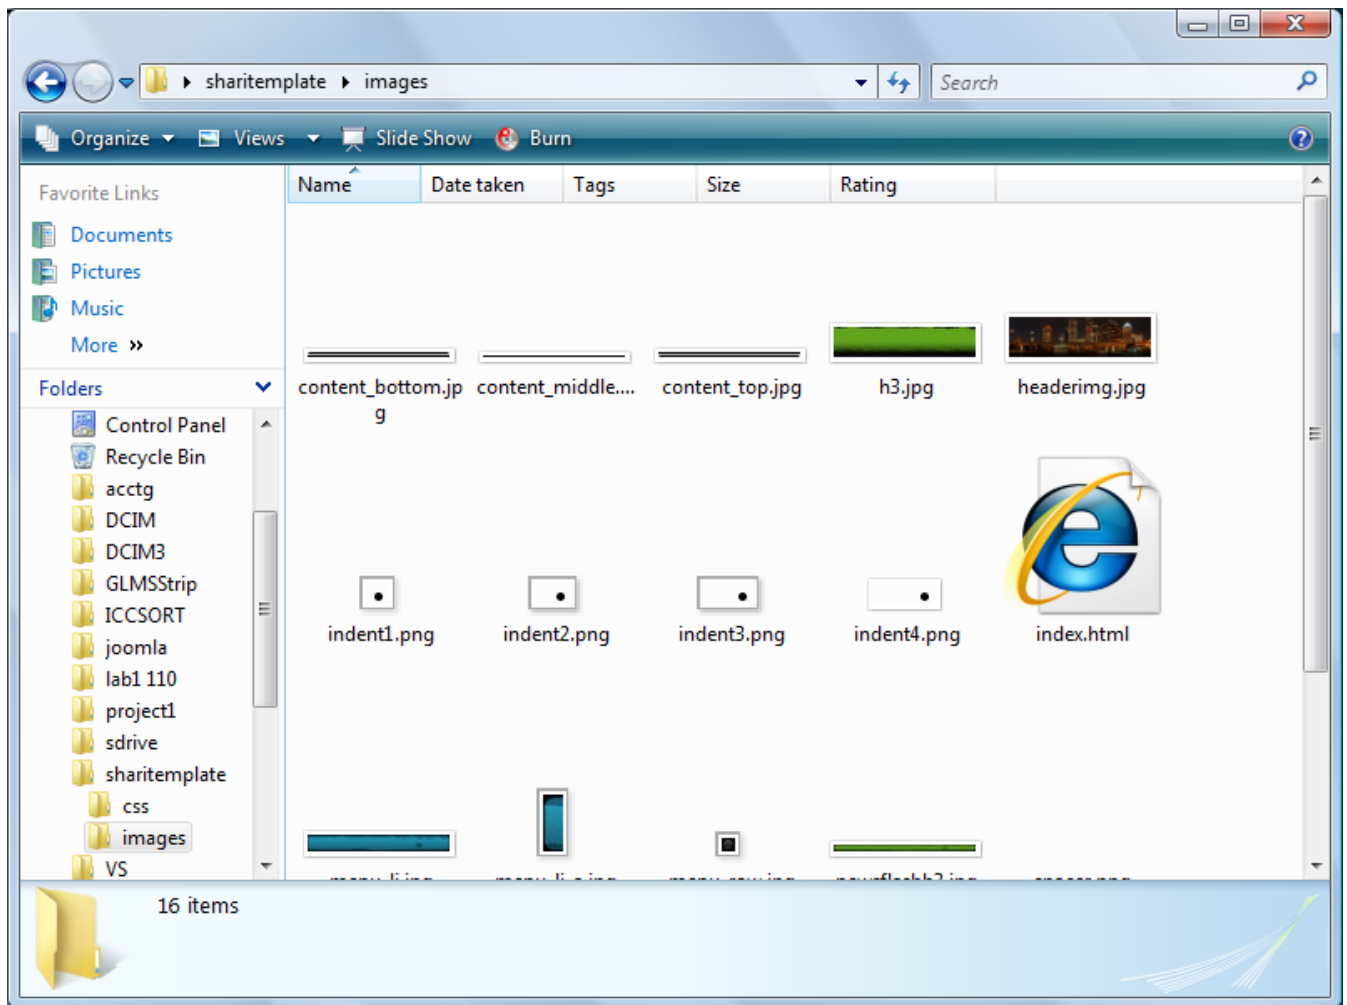 sharitemplate images
Search
Organize Views Slide Show Burn
Favorite Links
Documents
Pictures
Music
More »
Folders
Control Panel
Recycle Bin
acctg
DCIM
DCIM3
GLMSStrip
ICCSORT
joomla
lab1 110
project1
sdrive
sharitemplate
css
images
VS
Name Date taken Tags Size Rating
content_bottom.jp
g
content_middle....
content_top.jpg
h3.jpg
headerimg.jpg
indent1.png
indent2.png
indent3.png
indent4.png
index.html
16 items